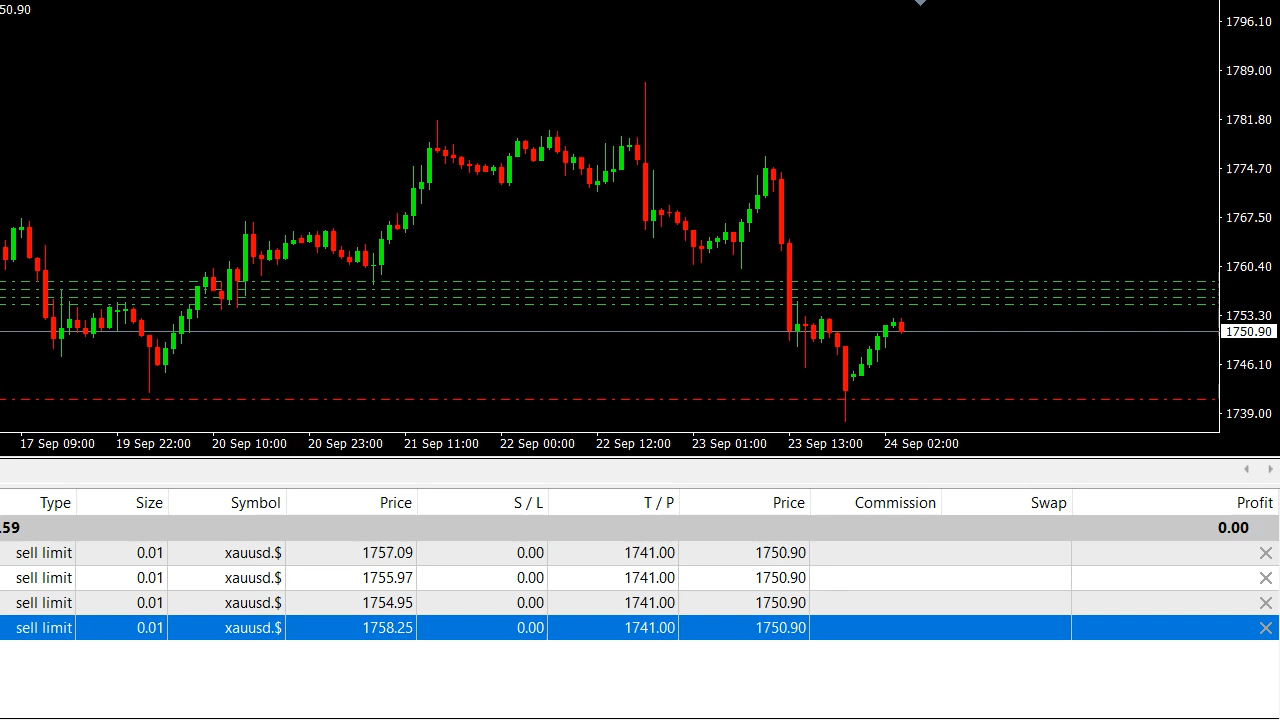 50.90
1796.10
1789.00
1781.80
1774.70
1767.50
1760.40
1753.30
1750.90
1746.10
1739.00
17 Sep 09:00 19 Sep 22:00 20 Sep 10:00 20 Sep 23:00 21 Sep 11:00 22 Sep 00:00 22 Sep 12:00 23 Sep 01:00 23 Sep 13:00 24 Sep 02:00
Type Size Symbol Price S / L T / P Price Commission Swap Profit
.59 0.00
sell limit 0.01 xauusd.$ 1757.09 0.00 1741.00 1750.90
sell limit 0.01 xauusd.$ 1755.97 0.00 1741.00 1750.90
sell limit 0.01 xauusd.$ 1754.95 0.00 1741.00 1750.90
sell limit 0.01 xauusd.$ 1758.25 0.00 1741.00 1750.90